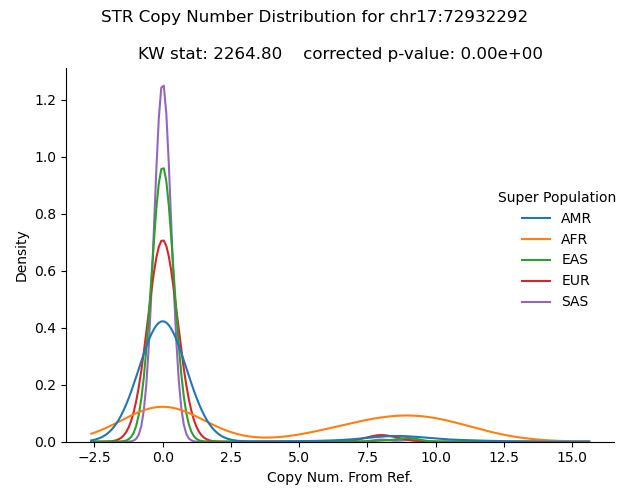 STR Copy Number Distribution for chr17:72932292
KW stat: 2264.80    corrected p-value: 0.00e+00
1.2
1.0
0.8
0.6
0.4
0.2
0.0
Density
Super Population
AMR
AFR
EAS
EUR
SAS
−2.5 0.0 2.5 5.0 7.5 10.0 12.5 15.0
Copy Num. From Ref.